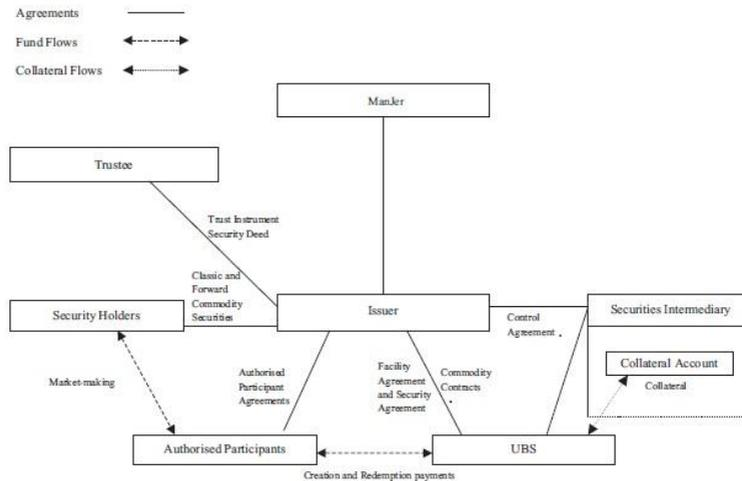 Agreements
Fund Flows
Collateral Flows
ManJer
Trustee
Trust Instrument
Security Deed
Classic and
Forward
Commodity
Securities
Security Holders
Issuer
Securities Intermediary
Control
Agreement .
Collateral Account
Collateral
Market-making
Authorised
Participant
Agreements
Facility
Agreement
and Security
Agreement
Commodity
Contracts
Authorised Participants
UBS
Creation and Redemption payments